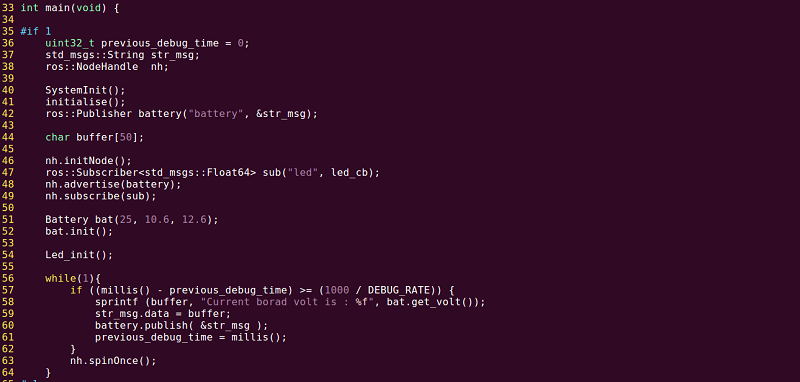 33 int main(void) {
34
35 #if 1
36     uint32_t previous_debug_time = 0;
37     std_msgs::String str_msg;
38     ros::NodeHandle  nh;
39
40     SystemInit();
41     initialise();
42     ros::Publisher battery("battery", &str_msg);
43
44     char buffer[50];
45
46     nh.initNode();
47     ros::Subscriber<std_msgs::Float64> sub("led", led_cb);
48     nh.advertise(battery);
49     nh.subscribe(sub);
50
51     Battery bat(25, 10.6, 12.6);
52     bat.init();
53
54     Led_init();
55
56     while(1){
57         if ((millis() - previous_debug_time) >= (1000 / DEBUG_RATE)) {
58             sprintf (buffer, "Current borad volt is : %f", bat.get_volt());
59             str_msg.data = buffer;
60             battery.publish( &str_msg );
61             previous_debug_time = millis();
62         }
63         nh.spinOnce();
64     }